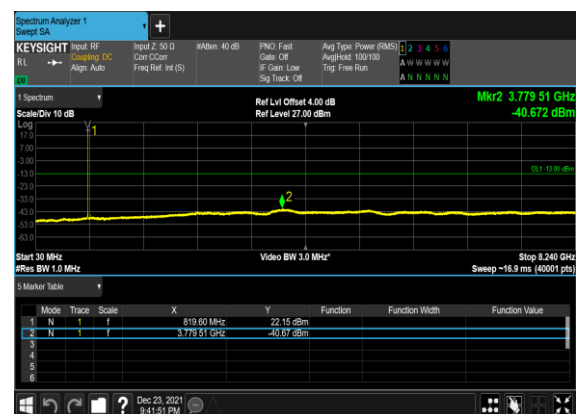 Spectrum Analyzer 1
Swept SA
+
KEYSIGHT Input: RF Input Z: 50 Ω #Atten: 40 dB PNO: Fast Avg Type: Power (RMS) 1 2 3 4 5 6
RL Coupling: DC Corr CCorr Gate: Off Avg|Hold: 100/100 A W W W W W
Align: Auto Freq Ref: Int (S) IF Gain: Low Trig: Free Run
LW Sig Track: Off A N N N N N
1 Spectrum Ref Lvl Offset 4.00 dB Mkr2 3.779 51 GHz
Scale/Div 10 dB Ref Level 27.00 dBm -40.672 dBm
Log
17.0
7.00
-3.00
-13.0
-23.0
-33.0
-43.0
-53.0
-63.0
1
DL1 -13.00 dBm
2
Start 30 MHz Video BW 3.0 MHz* Stop 8.240 GHz
#Res BW 1.0 MHz Sweep ~16.9 ms (40001 pts)
5 Marker Table
Mode Trace Scale X Y Function Function Width Function Value
1 N 1 f 819.60 MHz 22.15 dBm
2 N 1 f 3.779 51 GHz -40.67 dBm
3
4
5
6
?
Dec 23, 2021
9:41:51 PM